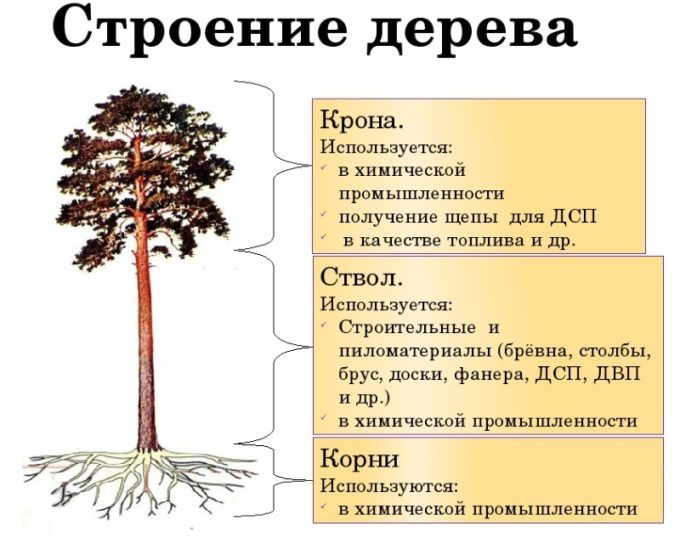 Строение дерева
Крона.
Используется:
✓ в химической
промышленности
✓ получение щепы для ДСП
✓ в качестве топлива и др.
Ствол.
Используется:
✓ Строительные и
пиломатериалы (брёвна, столбы,
брус, доски, фанера, ДСП, ДВП
и др.)
✓ в химической промышленности
Корни
Используются:
✓ в химической промышленности